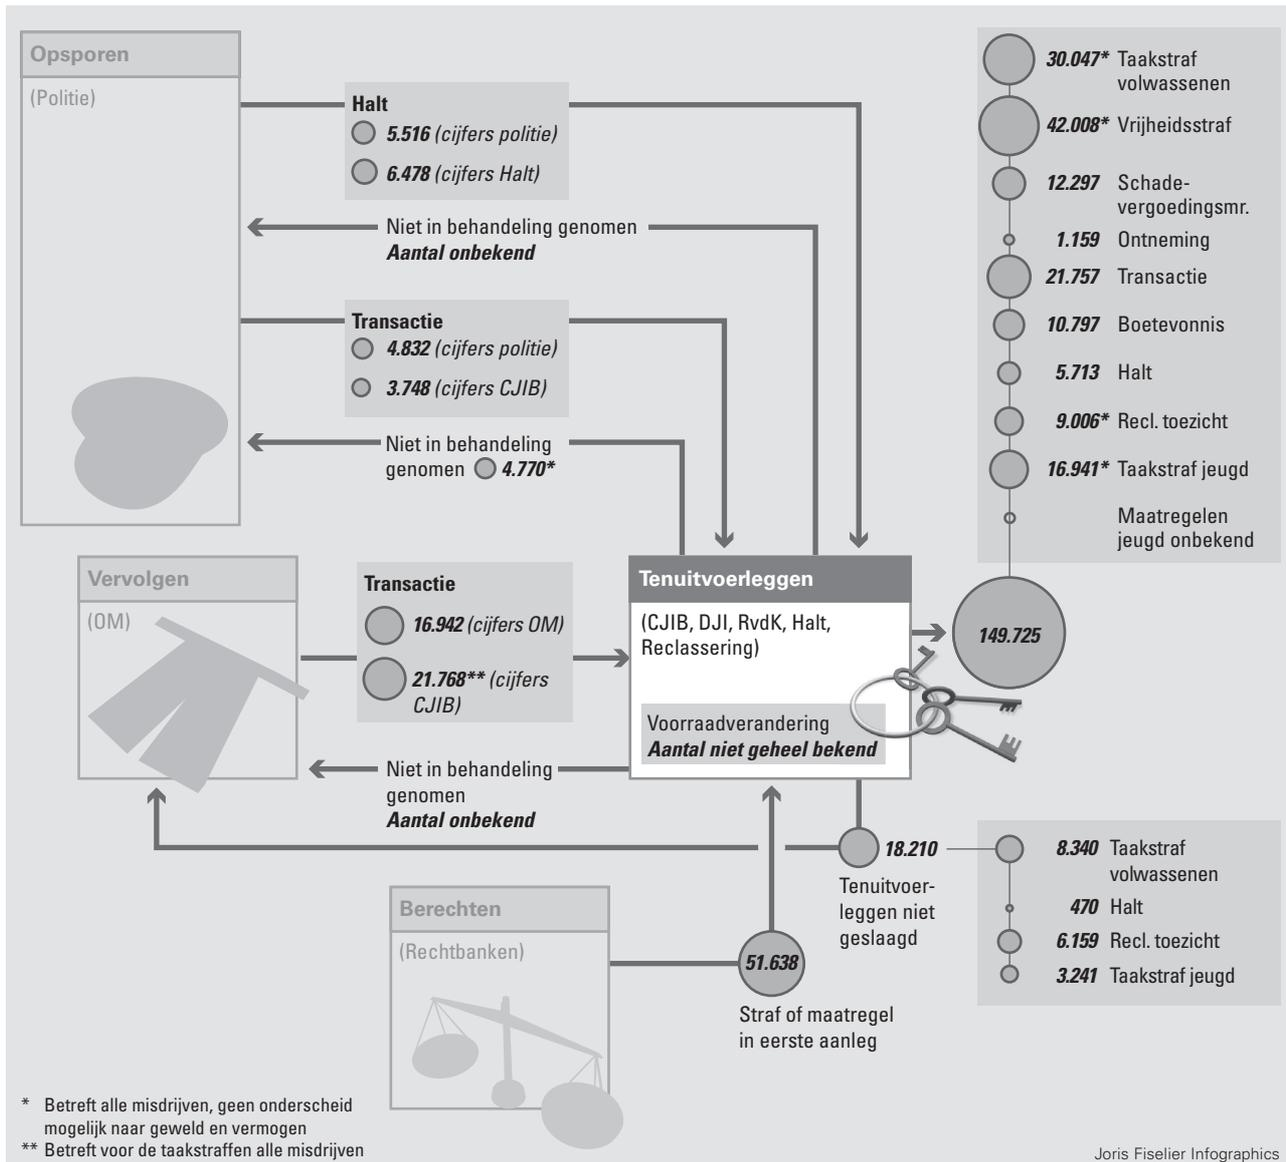 Opsporen
(Politie)
Halt
5.516 (cijfers politie)
6.478 (cijfers Halt)
Niet in behandeling genomen
Aantal onbekend
Transactie
4.832 (cijfers politie)
3.748 (cijfers CJIB)
Niet in behandeling
genomen 4.770*
30.047* Taakstraf
volwassenen
42.008* Vrijheidsstraf
12.297 Schade-
vergoedingsmr.
1.159 Ontneming
21.757 Transactie
10.797 Boetevonnis
5.713 Halt
9.006* Recl. toezicht
16.941* Taakstraf jeugd
Maatregelen
jeugd onbekend
149.725
Vervolgen
(OM)
Transactie
16.942 (cijfers OM)
21.768** (cijfers
CJIB)
Niet in behandeling
genomen
Aantal onbekend
Tenuitvoerleggen
(CJIB, DJI, RvdK, Halt,
Reclassering)
Voorraadverandering
Aantal niet geheel bekend
18.210
Tenuitvoer-
leggen niet
geslaagd
8.340 Taakstraf
volwassenen
470 Halt
6.159 Recl. toezicht
3.241 Taakstraf jeugd
Berechten
(Rechtbanken)
51.638
Straf of maatregel
in eerste aanleg
* Betreft alle misdrijven, geen onderscheid
mogelijk naar geweld en vermogen
** Betreft voor de taakstraffen alle misdrijven
Joris Fiselier Infographics